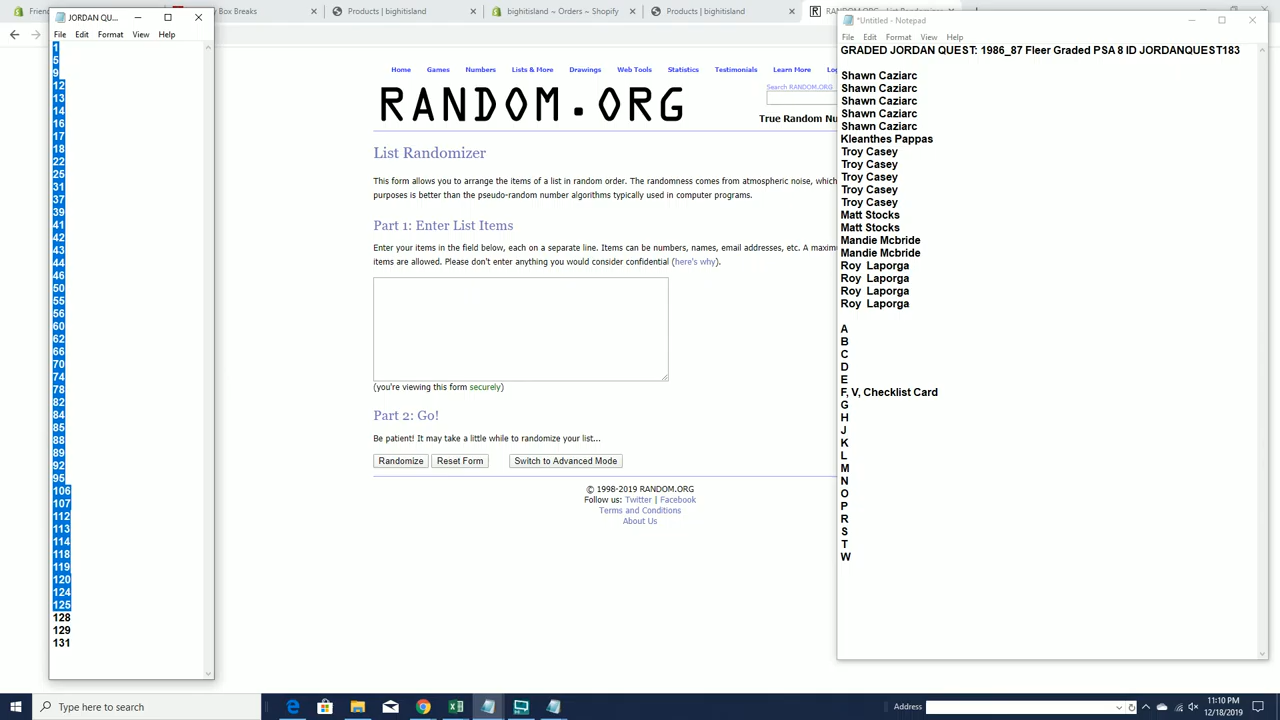 Frien
Box Breaks
Products | bighitisland
bighitisland ~ Orders ~ Shopify
Products | bighitisland
JORDAN QU...
File Edit Format View Help
1
5
9
12
13
14
16
17
18
22
25
31
37
39
41
42
43
44
46
50
55
56
60
62
66
70
74
78
82
84
85
88
89
92
95
106
107
112
113
114
118
119
120
124
125
128
129
131
Home Games Numbers Lists & More Drawings Web Tools Statistics Testimonials Learn More Log
RANDOM.ORG
Search RANDOM.ORG
True Random Nu
List Randomizer
This form allows you to arrange the items of a list in random order. The randomness comes from atmospheric noise, which
purposes is better than the pseudo-random number algorithms typically used in computer programs.
Part 1: Enter List Items
Enter your items in the field below, each on a separate line. Items can be numbers, names, email addresses, etc. A maximu
items are allowed. Please don't enter anything you would consider confidential (here's why).
(you're viewing this form securely)
Part 2: Go!
Be patient! It may take a little while to randomize your list...
Randomize Reset Form Switch to Advanced Mode
© 1998-2019 RANDOM.ORG
Follow us: Twitter | Facebook
Terms and Conditions
About Us
*Untitled - Notepad
File Edit Format View Help
GRADED JORDAN QUEST: 1986_87 Fleer Graded PSA 8 ID JORDANQUEST183
Shawn Caziarc
Shawn Caziarc
Shawn Caziarc
Shawn Caziarc
Shawn Caziarc
Kleanthes Pappas
Troy Casey
Troy Casey
Troy Casey
Troy Casey
Troy Casey
Matt Stocks
Matt Stocks
Mandie Mcbride
Mandie Mcbride
Roy Laporga
Roy Laporga
Roy Laporga
Roy Laporga
A
B
C
D
E
F, V, Checklist Card
G
H
J
K
L
M
N
O
P
R
S
T
W
Type here to search
Address
11:10 PM
12/18/2019